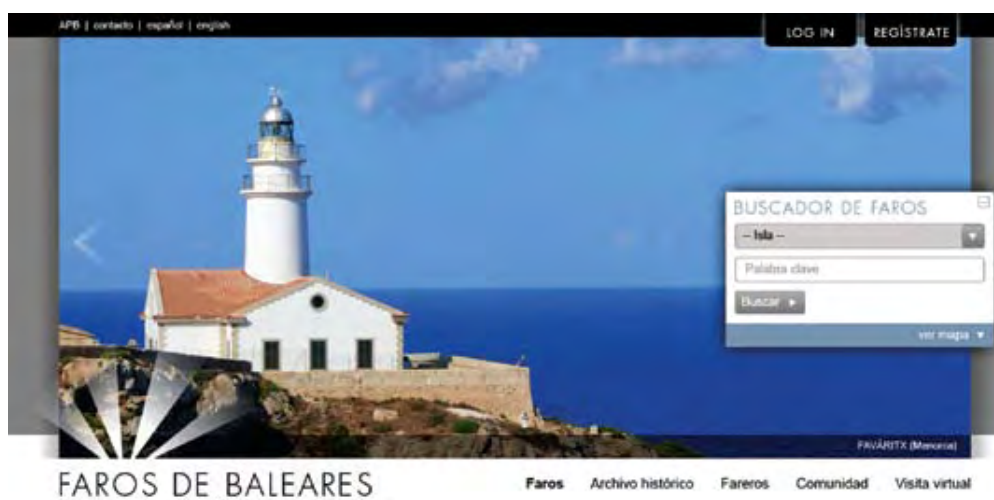 APB | contacto | español | english
LOG IN
REGÍSTRATE
BUSCADOR DE FAROS
-- Isla --
Palabra clave
Buscar
ver mapa
FAVÁRITX (Menorca)
FAROS DE BALEARES
Faros Archivo histórico Fareros Comunidad Visita virtual